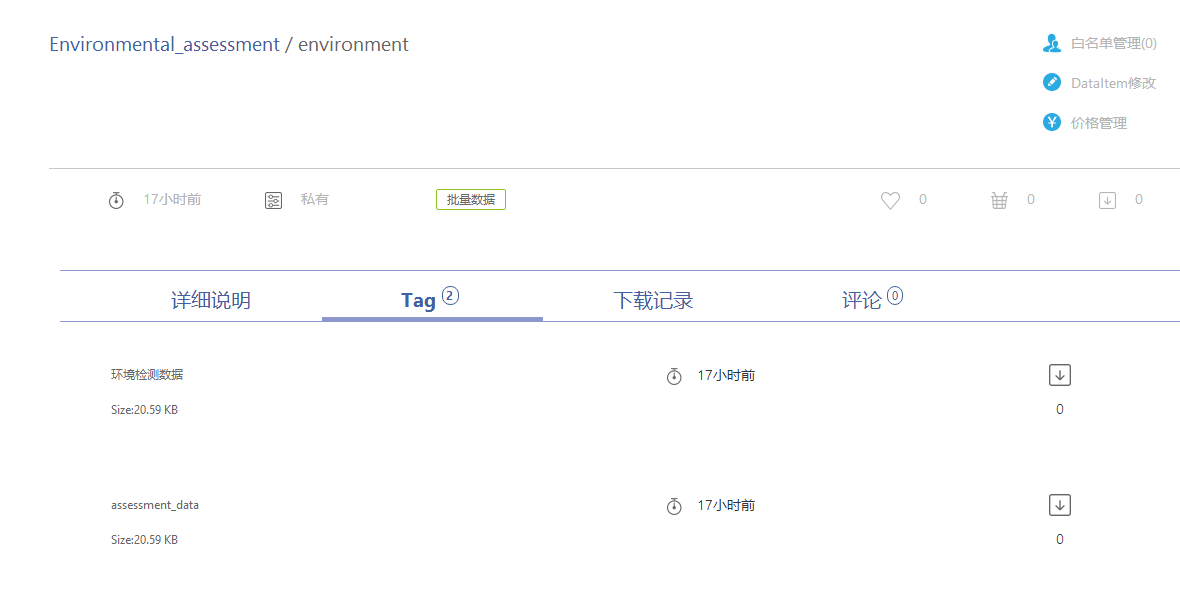 Environmental_assessment / environment
白名单管理(0)
DataItem修改
价格管理
17小时前
私有
批量数据
0
0
0
详细说明
Tag 2
下载记录
评论 0
环境检测数据
17小时前
Size:20.59 KB
0
assessment_data
17小时前
Size:20.59 KB
0